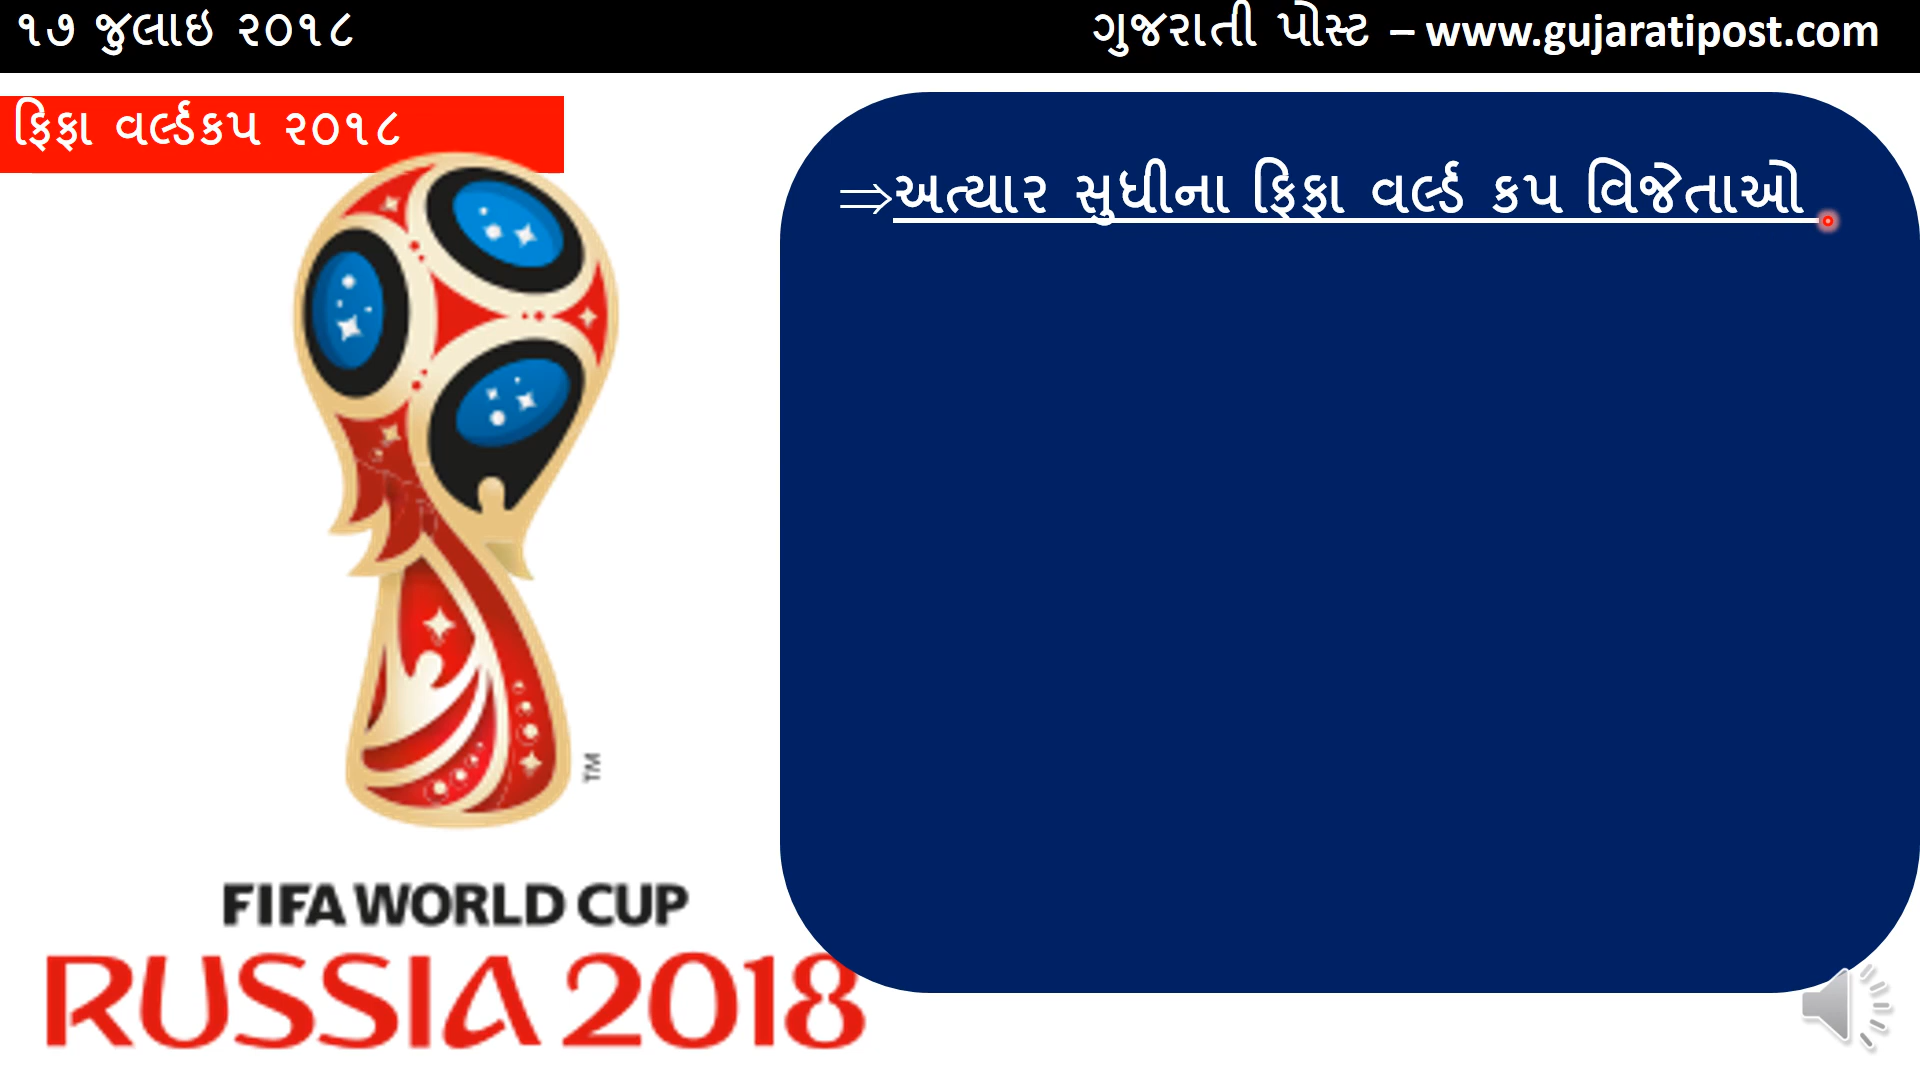 ૧૭ જુલાઇ ૨૦૧૮
ગુજરાતી પોસ્ટ – www.gujaratipost.com
ફિફા વર્લ્ડકપ ૨૦૧૮
⇒અત્યાર સુધીના ફિફા વર્લ્ડ કપ વિજેતાઓ
TM
FIFA WORLD CUP
RUSSIA 2018